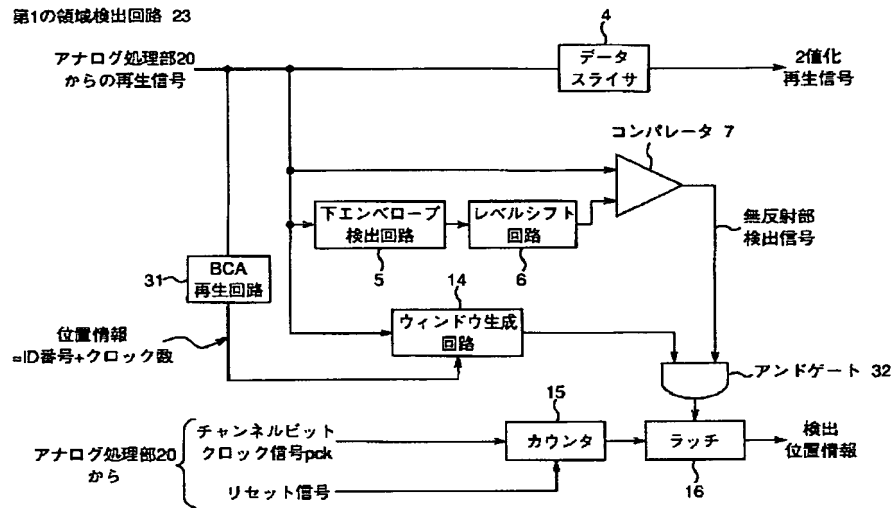 第1の領域検出回路 23
アナログ処理部20
からの再生信号
4
データ
スライサ
2値化
再生信号
コンパレータ 7
下エンベロープ
検出回路
レベルシフト
回路
5
6
無反射部
検出信号
31
BCA
再生回路
14
ウィンドウ生成
回路
位置情報
=ID番号+クロック数
アンドゲート 32
アナログ処理部20
から
チャンネルビット
クロック信号pck
リセット信号
15
カウンタ
ラッチ
16
検出
位置情報